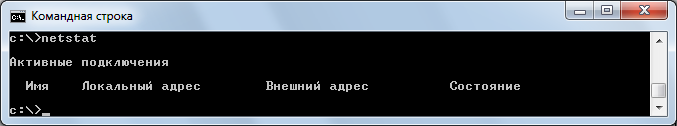 Командная строка
c:\>netstat
Активные подключения
Имя Локальный адрес Внешний адрес Состояние
c:\>_